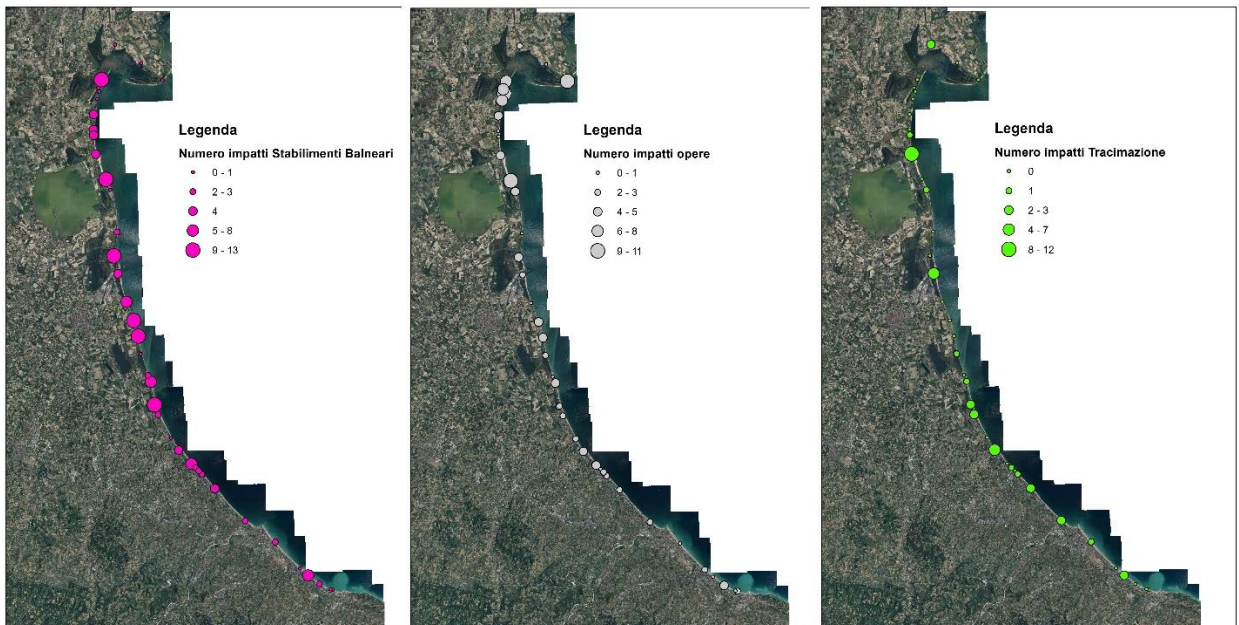 Legenda
Numero impatti Stabilimenti Balneari
0 - 1
2 - 3
4
5 - 8
9 - 13
Legenda
Numero impatti opere
0 - 1
2 - 3
4 - 5
6 - 8
9 - 11
Legenda
Numero impatti Tracimazione
0
1
2 - 3
4 - 7
8 - 12